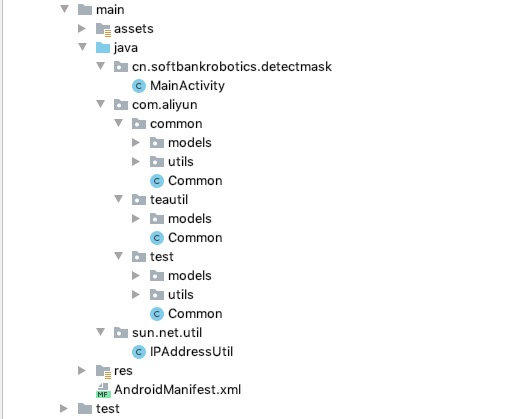 main
assets
java
cn.softbankrobotics.detectmask
C MainActivity
com.aliyun
common
models
utils
C Common
teautil
models
C Common
test
models
utils
C Common
sun.net.util
C IPAddressUtil
res
MF AndroidManifest.xml
test